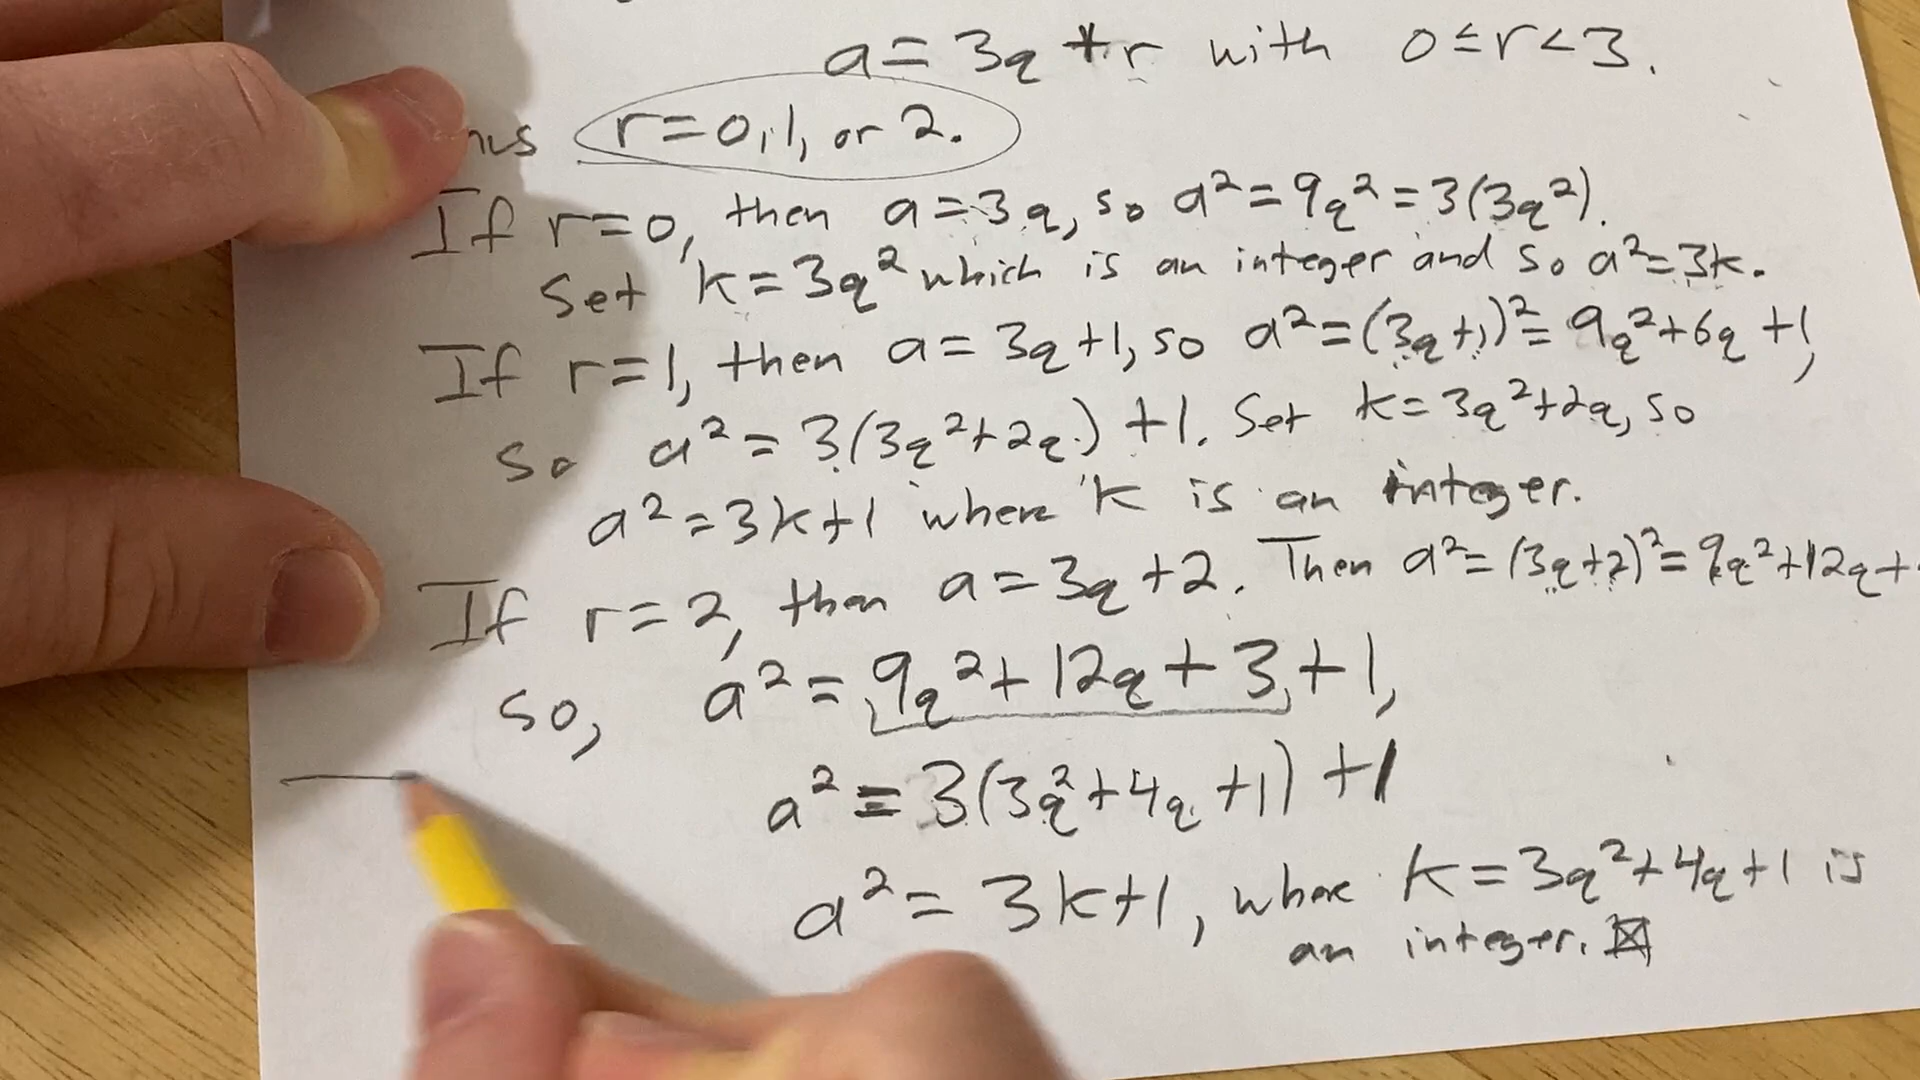 a = 3q + r with 0 ≤ r < 3.
r = 0, 1, or 2.
If r = 0, then a = 3q, so a² = 9q² = 3(3q²).
Set k = 3q² which is an integer and so a² = 3k.
If r = 1, then a = 3q + 1, so a² = (3q + 1)² = 9q² + 6q + 1,
so a² = 3(3q² + 2q) + 1. Set k = 3q² + 2q, so
a² = 3k + 1 where k is an integer.
If r = 2, then a = 3q + 2. Then a² = (3q + 2)² = 9q² + 12q +
so, a² = 9q² + 12q + 3 + 1,
a² = 3(3q² + 4q + 1) + 1
a² = 3k + 1, where k = 3q² + 4q + 1 is
an integer.